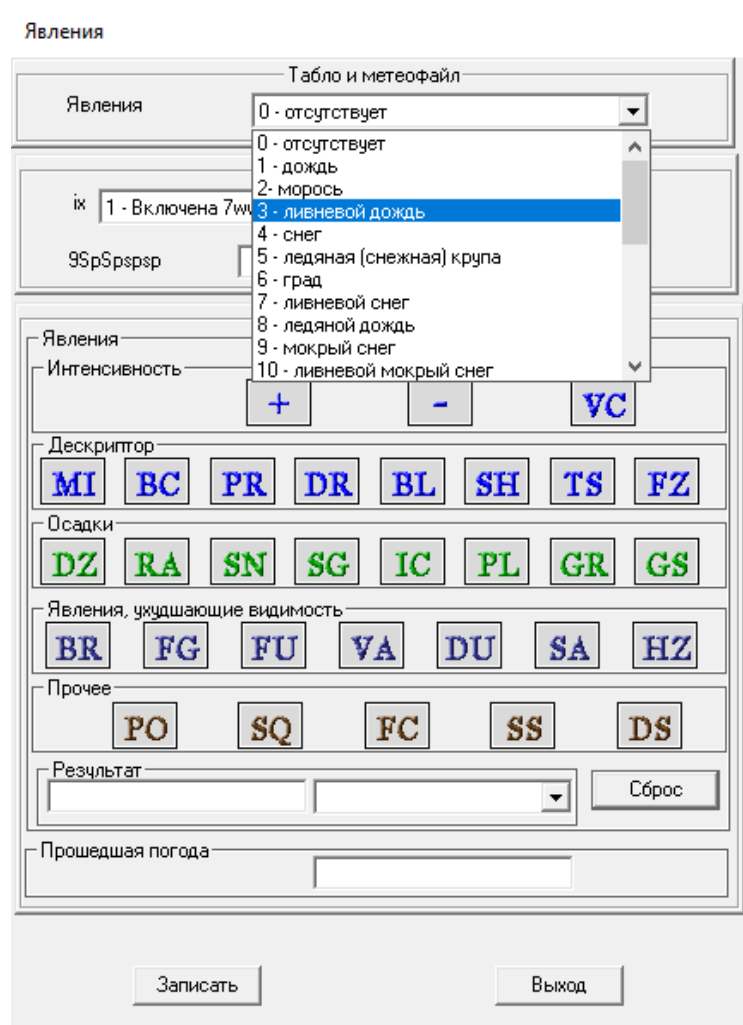 Явления
Табло и метеофайл
Явления
0 - отсутствует
0 - отсутствует
1 - дождь
2- морось
3 - ливневой дождь
4 - снег
5 - ледяная (снежная) крупа
6 - град
7 - ливневой снег
8 - ледяной дождь
9 - мокрый снег
10 - ливневой мокрый снег
ix 1 - Включена
9SpSpspsp
Явления
Интенсивность
+ - VC
Дескриптор
MI BC PR DR BL SH TS FZ
Осадки
DZ RA SN SG IC PL GR GS
Явления, ухудшающие видимость
BR FG FU VA DU SA HZ
Прочее
PO SQ FC SS DS
Результат
Сброс
Прошедшая погода
Записать Выход